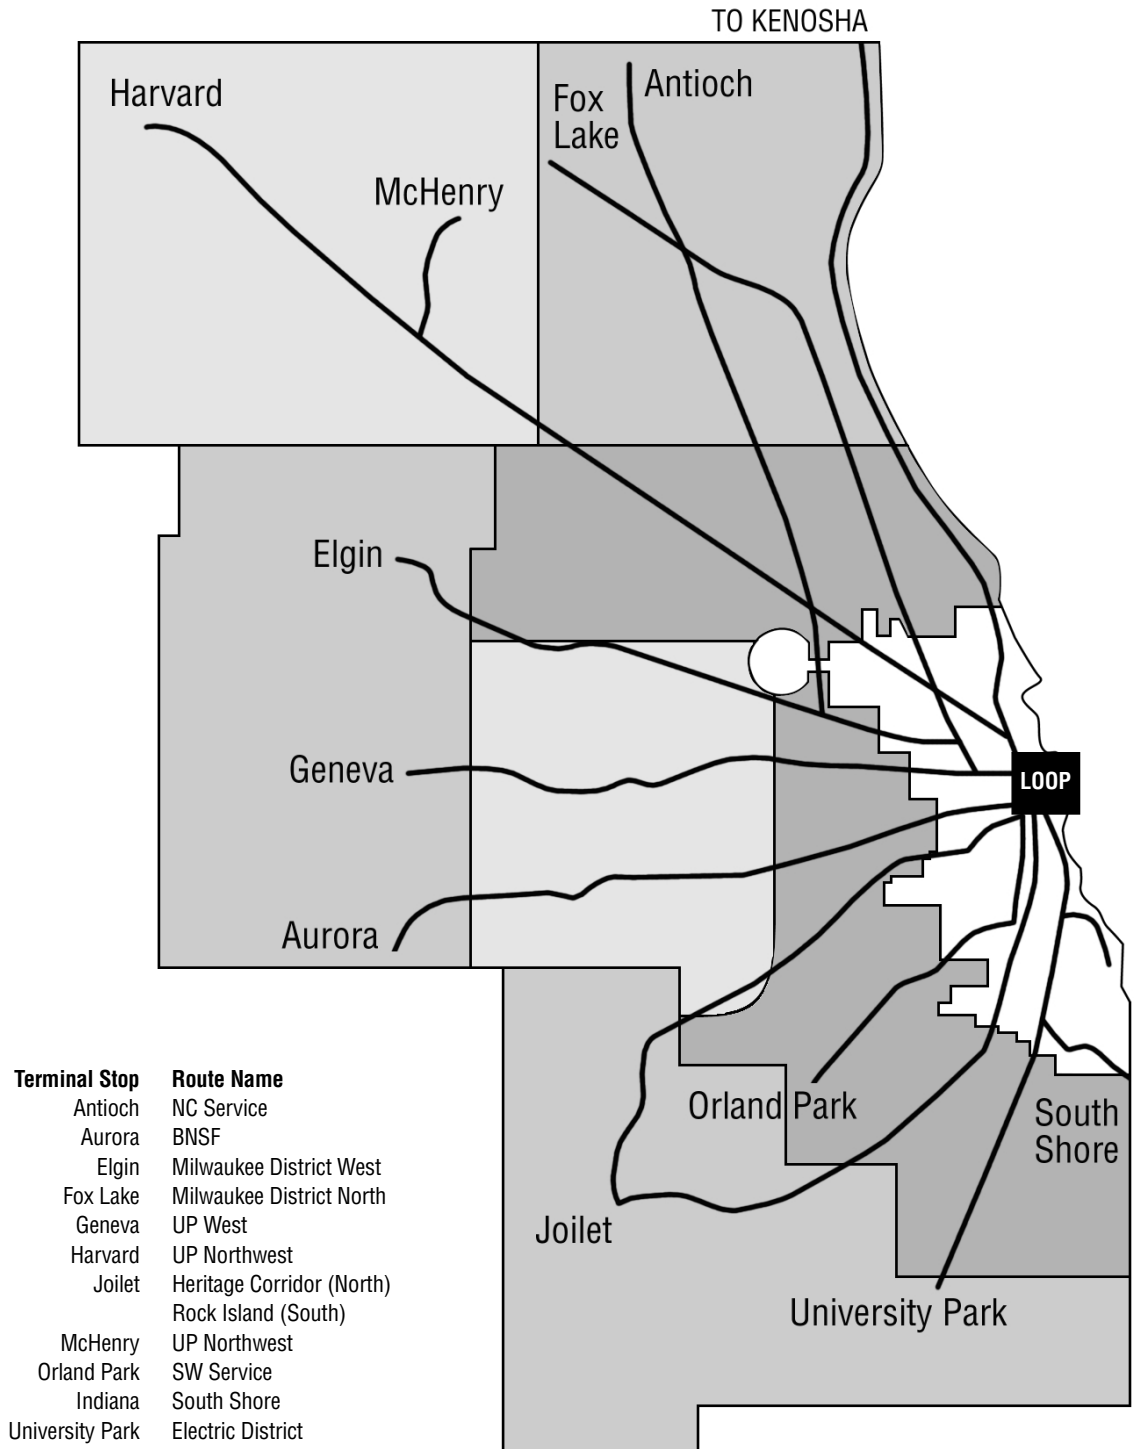 TO KENOSHA
Harvard
Antioch
Fox
Lake
McHenry
Elgin
Geneva
LOOP
Aurora
Orland Park
South
Shore
Joilet
University Park
Terminal Stop Route Name
Antioch NC Service
Aurora BNSF
Elgin Milwaukee District West
Fox Lake Milwaukee District North
Geneva UP West
Harvard UP Northwest
Joilet Heritage Corridor (North)
Rock Island (South)
McHenry UP Northwest
Orland Park SW Service
Indiana South Shore
University Park Electric District